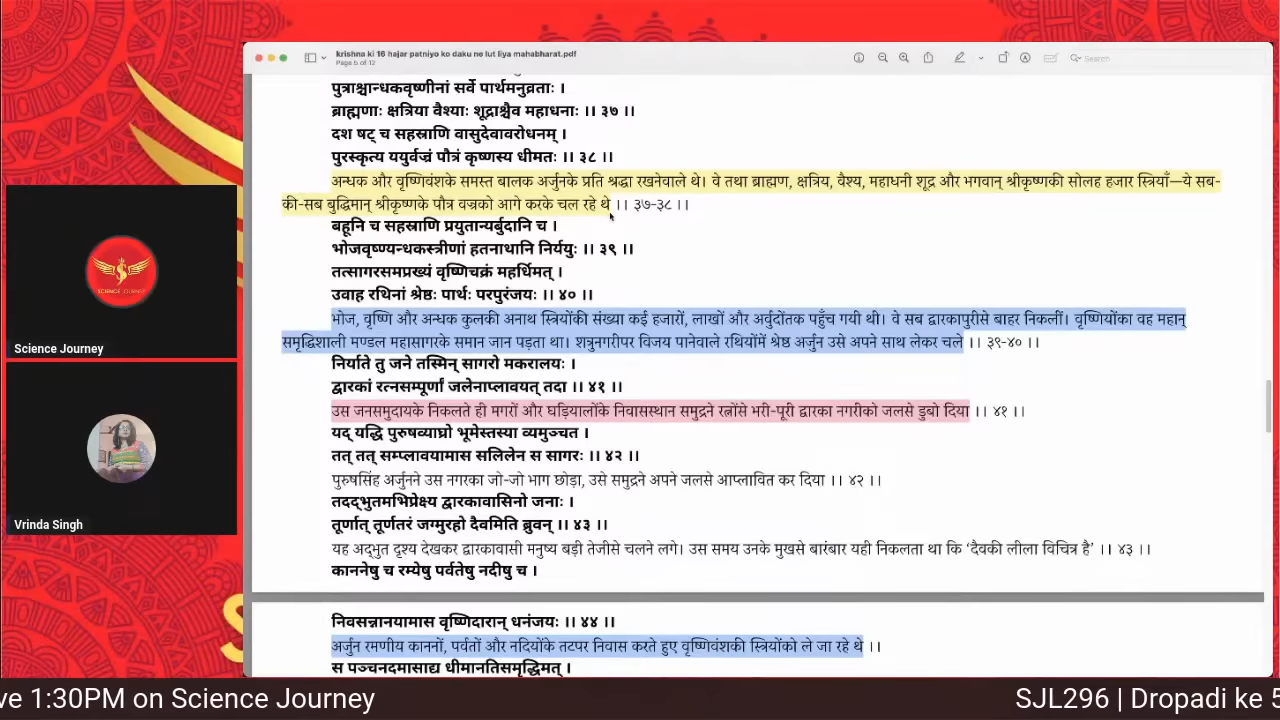 krishna ki 16 hajar patniyo ko daku ne lut liya mahabharat.pdf
Page 5 of 12
Search
पुत्राश्चान्धकवृष्णीनां सर्वे पार्थमनुव्रताः ।
ब्राह्मणाः क्षत्रिया वैश्याः शूद्राश्चैव महाधनाः ।। ३७ ।।
दश षट् च सहस्राणि वासुदेवावरोधनम् ।
पुरस्कृत्य ययुर्वज्रं पौत्रं कृष्णस्य धीमतः ।। ३८ ।।
अन्धक और वृष्णिवंशके समस्त बालक अर्जुनके प्रति श्रद्धा रखनेवाले थे। वे तथा ब्राह्मण, क्षत्रिय, वैश्य, महाधनी शूद्र और भगवान् श्रीकृष्णकी सोलह हजार स्त्रियाँ—ये सब-
की-सब बुद्धिमान् श्रीकृष्णके पौत्र वज्रको आगे करके चल रहे थे ।। ३७-३८ ।।
बहूनि च सहस्राणि प्रयुतान्यर्बुदानि च ।
भोजवृष्ण्यन्धकस्त्रीणां हतनाथानि निर्ययुः ।। ३९ ।।
तत्सागरसमप्रख्यं वृष्णिचक्रं महर्धिमत् ।
उवाह रथिनां श्रेष्ठः पार्थः परपुरंजयः ।। ४० ।।
भोज, वृष्णि और अन्धक कुलकी अनाथ स्त्रियोंकी संख्या कई हजारों, लाखों और अर्वुदोंतक पहुँच गयी थी। वे सब द्वारकापुरीसे बाहर निकलीं। वृष्णियोंका वह महान्
समृद्धिशाली मण्डल महासागरके समान जान पड़ता था। शत्रुनगरीपर विजय पानेवाले रथियोंमें श्रेष्ठ अर्जुन उसे अपने साथ लेकर चले ।। ३९-४० ।।
निर्याते तु जने तस्मिन् सागरो मकरालयः ।
द्वारकां रत्नसम्पूर्णां जलेनाप्लावयत् तदा ।। ४१ ।।
उस जनसमुदायके निकलते ही मगरों और घड़ियालोंके निवासस्थान समुद्रने रत्नोंसे भरी-पूरी द्वारका नगरीको जलसे डुबो दिया ।। ४१ ।।
यद् यद्धि पुरुषव्याघ्रो भूमेस्तस्या व्यमुञ्चत ।
तत् तत् सम्प्लावयामास सलिलेन स सागरः ।। ४२ ।।
पुरुषसिंह अर्जुनने उस नगरका जो-जो भाग छोड़ा, उसे समुद्रने अपने जलसे आप्लावित कर दिया ।। ४२ ।।
तदद्भुतमभिप्रेक्ष्य द्वारकावासिनो जनाः ।
तूर्णात् तूर्णतरं जग्मुरहो दैवमिति ब्रुवन् ।। ४३ ।।
यह अद्भुत दृश्य देखकर द्वारकावासी मनुष्य बड़ी तेजीसे चलने लगे। उस समय उनके मुखसे बारंबार यही निकलता था कि ‘दैवकी लीला विचित्र है’ ।। ४३ ।।
काननेषु च रम्येषु पर्वतेषु नदीषु च ।
निवसन्नानयामास वृष्णिदारान् धनंजयः ।। ४४ ।।
अर्जुन रमणीय काननों, पर्वतों और नदियोंके तटपर निवास करते हुए वृष्णिवंशकी स्त्रियोंको ले जा रहे थे ।।
स पञ्चनदमासाद्य धीमानतिसमृद्धिमत् ।
SCIENCE JOURNEY
Science Journey
Vrinda Singh
ve 1:30PM on Science Journey
SJL296 | Dropadi ke 5